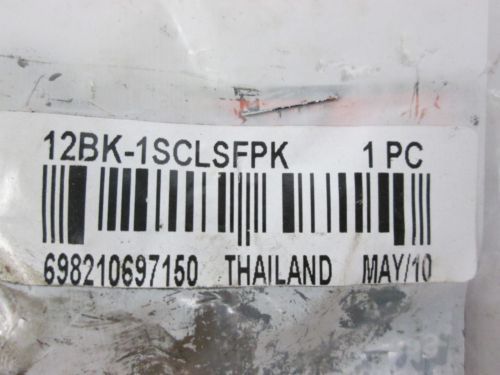 12BK-1SCLSFPK 1 PC
698210697150 THAILAND MAY/10